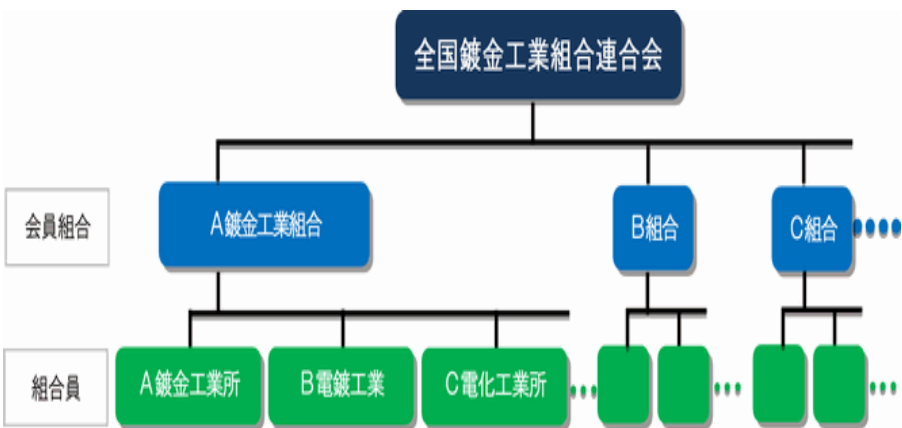 全国鍍金工業組合連合会
会員組合
A鍍金工業組合
B組合
C組合
組合員
A鍍金工業所
B電鍍工業
C電化工業所